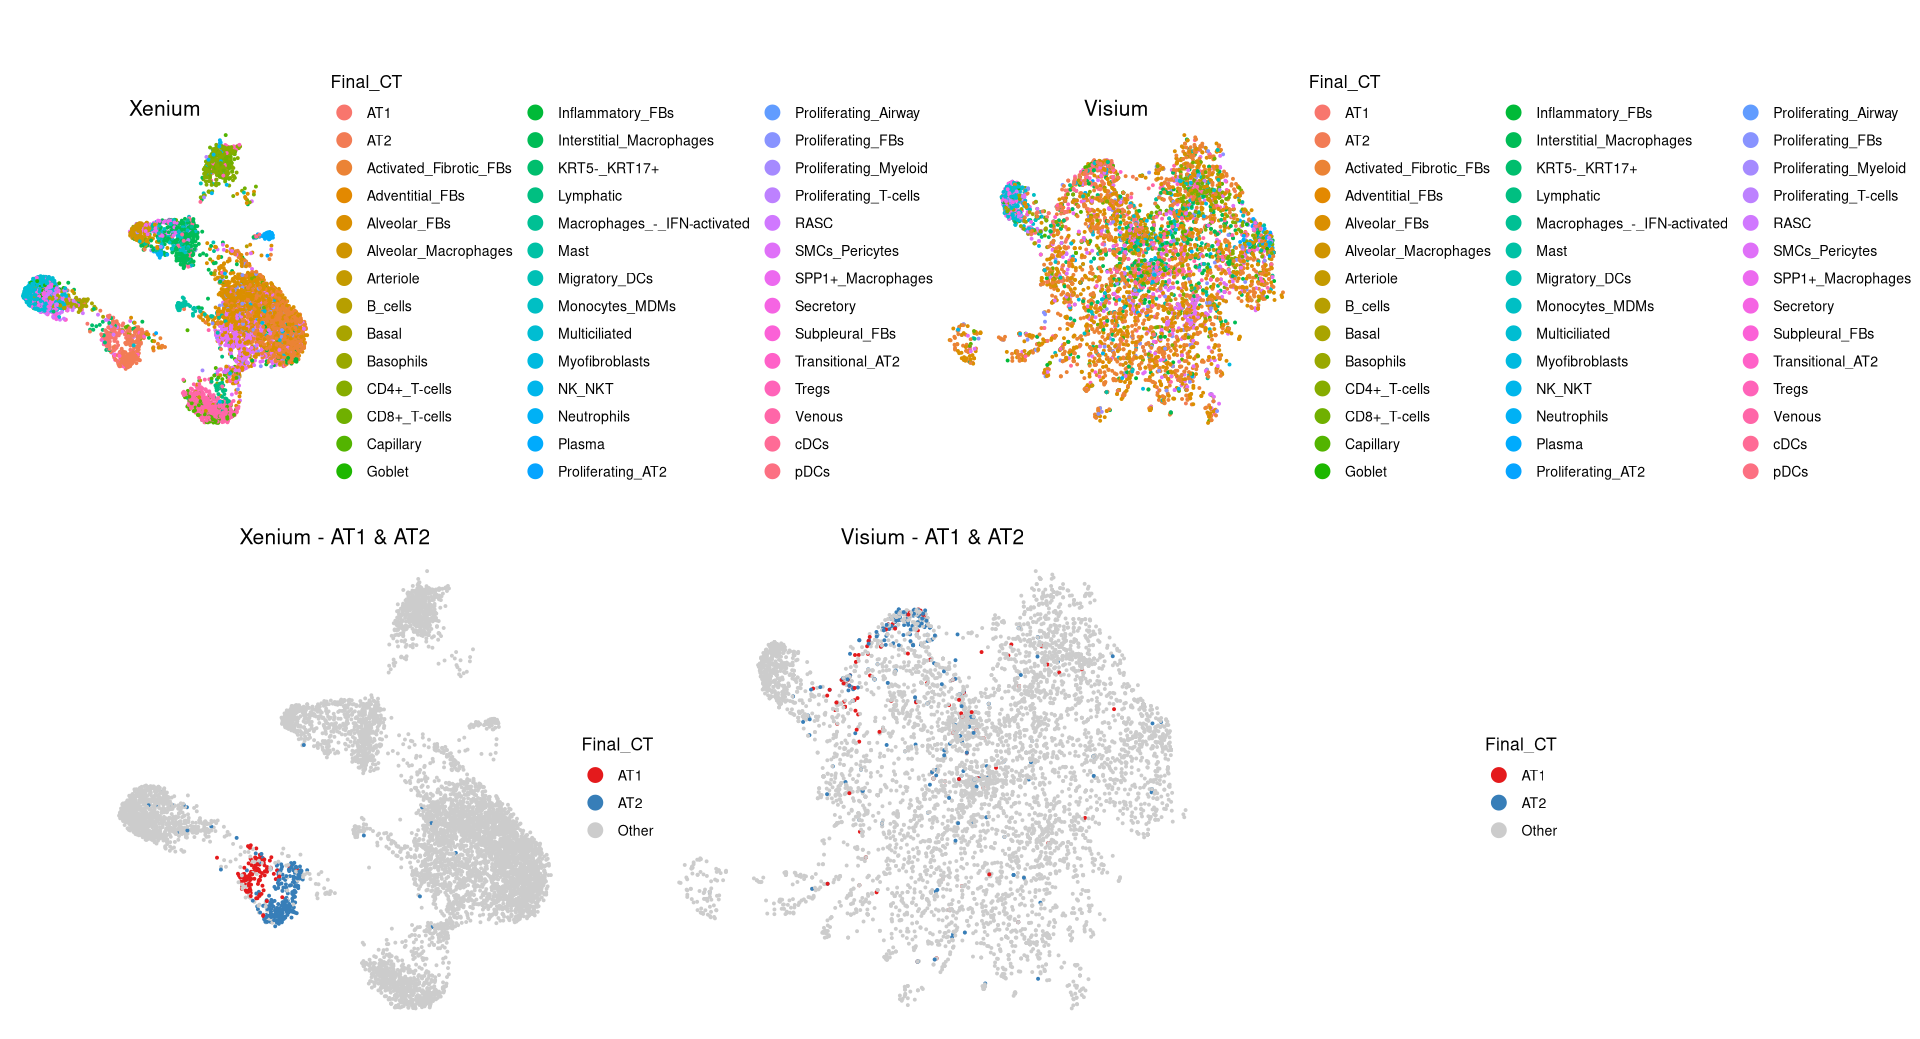 Xenium
Final_CT
AT1
AT2
Activated_Fibrotic_FBs
Adventitial_FBs
Alveolar_FBs
Alveolar_Macrophages
Arteriole
B_cells
Basal
Basophils
CD4+_T-cells
CD8+_T-cells
Capillary
Goblet
Inflammatory_FBs
Interstitial_Macrophages
KRT5-_KRT17+
Lymphatic
Macrophages_-_IFN-activated
Mast
Migratory_DCs
Monocytes_MDMs
Multiciliated
Myofibroblasts
NK_NKT
Neutrophils
Plasma
Proliferating_AT2
Proliferating_Airway
Proliferating_FBs
Proliferating_Myeloid
Proliferating_T-cells
RASC
SMCs_Pericytes
SPP1+_Macrophages
Secretory
Subpleural_FBs
Transitional_AT2
Tregs
Venous
cDCs
pDCs
Visium
Final_CT
AT1
AT2
Activated_Fibrotic_FBs
Adventitial_FBs
Alveolar_FBs
Alveolar_Macrophages
Arteriole
B_cells
Basal
Basophils
CD4+_T-cells
CD8+_T-cells
Capillary
Goblet
Inflammatory_FBs
Interstitial_Macrophages
KRT5-_KRT17+
Lymphatic
Macrophages_-_IFN-activated
Mast
Migratory_DCs
Monocytes_MDMs
Multiciliated
Myofibroblasts
NK_NKT
Neutrophils
Plasma
Proliferating_AT2
Proliferating_Airway
Proliferating_FBs
Proliferating_Myeloid
Proliferating_T-cells
RASC
SMCs_Pericytes
SPP1+_Macrophages
Secretory
Subpleural_FBs
Transitional_AT2
Tregs
Venous
cDCs
pDCs
Xenium - AT1 & AT2
Final_CT
AT1
AT2
Other
Visium - AT1 & AT2
Final_CT
AT1
AT2
Other